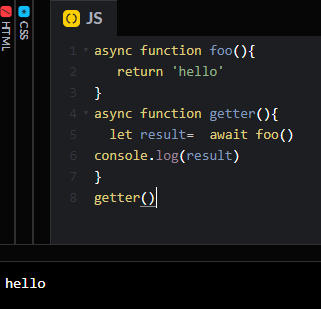 HTML
CSS
JS
1 async function foo(){
2 return 'hello'
3 }
4 async function getter(){
5 let result= await foo()
6 console.log(result)
7 }
8 getter()
hello